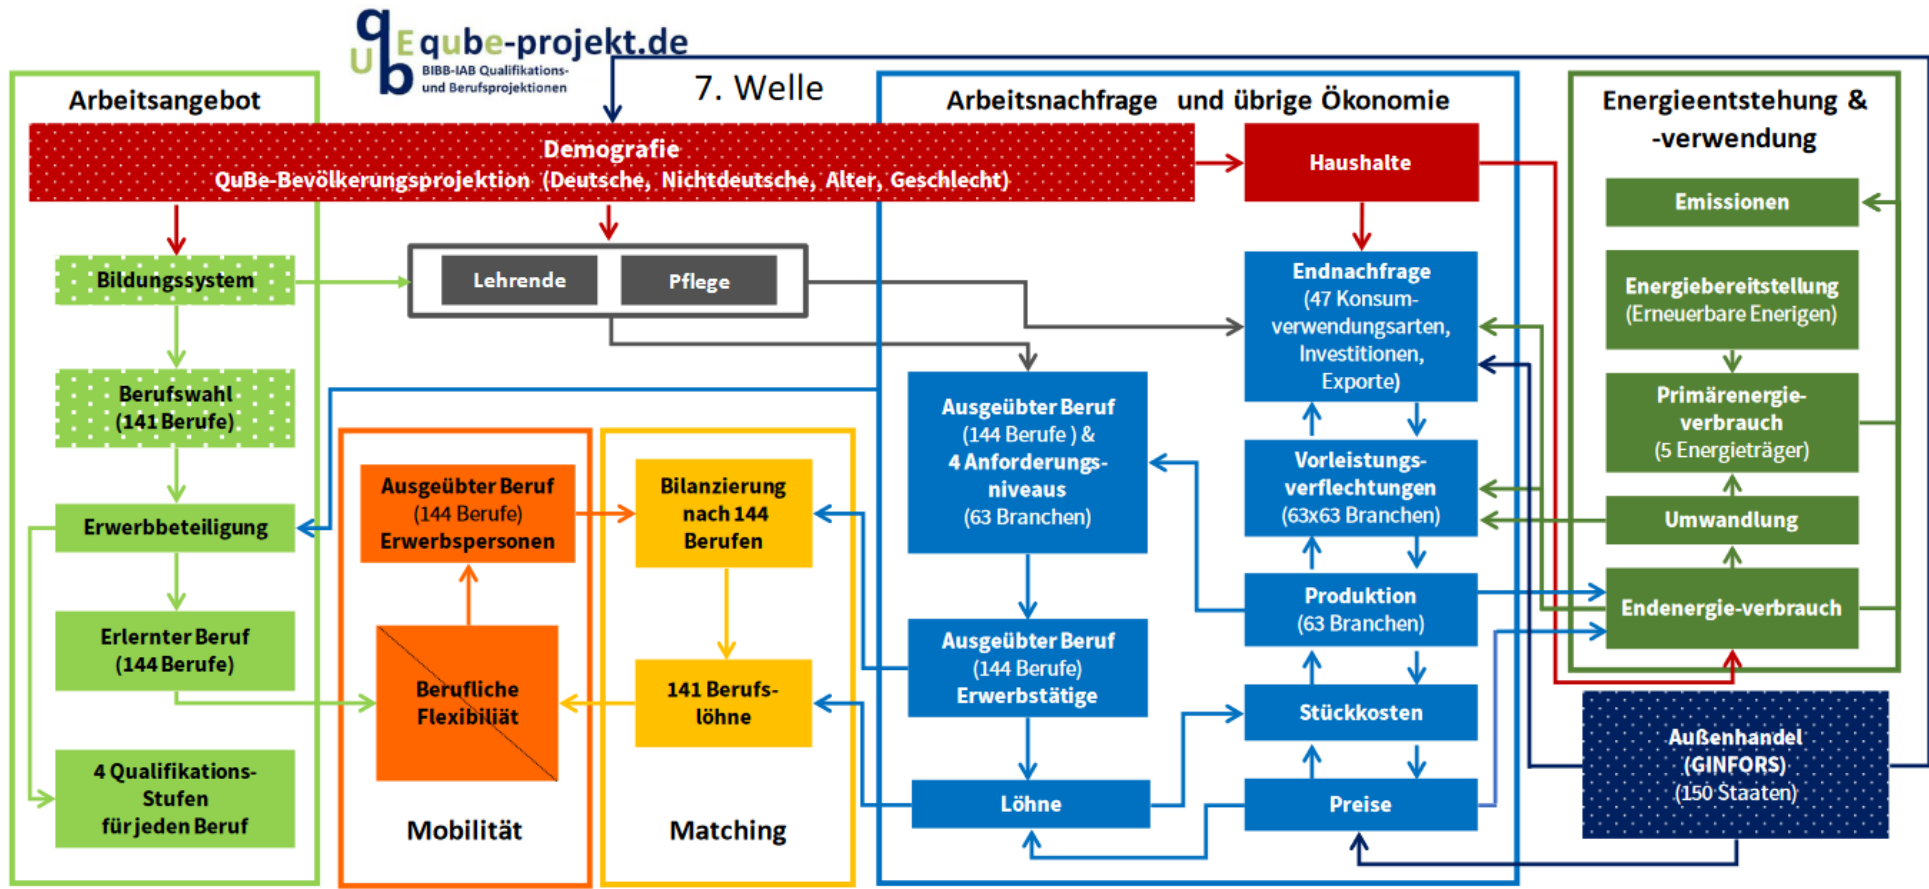 qube-projekt.de
BIBB-IAB Qualifikations-
und Berufsprojektionen
qUEb
7. Welle
Arbeitsangebot
Arbeitsnachfrage und übrige Ökonomie
Energieentstehung &
-verwendung
Demografie
QuBe-Bevölkerungsprojektion (Deutsche, Nichtdeutsche, Alter, Geschlecht)
Haushalte
Bildungssystem
Berufswahl
(141 Berufe)
Erwerbbeteiligung
Erlernter Beruf
(144 Berufe)
4 Qualifikations-
Stufen
für jeden Beruf
Lehrende
Pflege
Ausgeübter Beruf
(144 Berufe)
Erwerbspersonen
Berufliche
Flexibiliät
Mobilität
Bilanzierung
nach 144
Berufen
141 Berufs-
löhne
Matching
Ausgeübter Beruf
(144 Berufe ) &
4 Anforderungs-
niveaus
(63 Branchen)
Ausgeübter Beruf
(144 Berufe)
Erwerbstätige
Löhne
Endnachfrage
(47 Konsum-
verwendungsarten,
Investitionen,
Exporte)
Vorleistungs-
verflechtungen
(63x63 Branchen)
Produktion
(63 Branchen)
Stückkosten
Preise
Emissionen
Energiebereitstellung
(Erneuerbare Enerigen)
Primärenergie-
verbrauch
(5 Energieträger)
Umwandlung
Endenergie-verbrauch
Außenhandel
(GINFORS)
(150 Staaten)